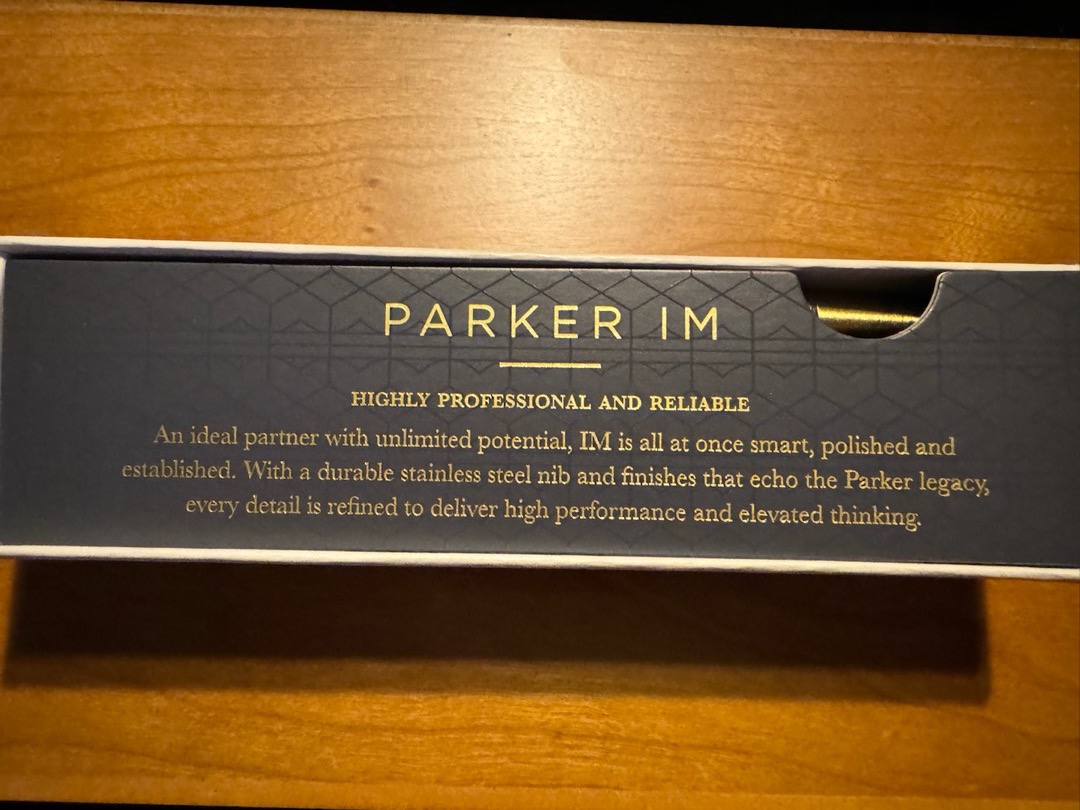 PARKER IM
HIGHLY PROFESSIONAL AND RELIABLE
An ideal partner with unlimited potential, IM is all at once smart, polished and
established. With a durable stainless steel nib and finishes that echo the Parker legacy,
every detail is refined to deliver high performance and elevated thinking.